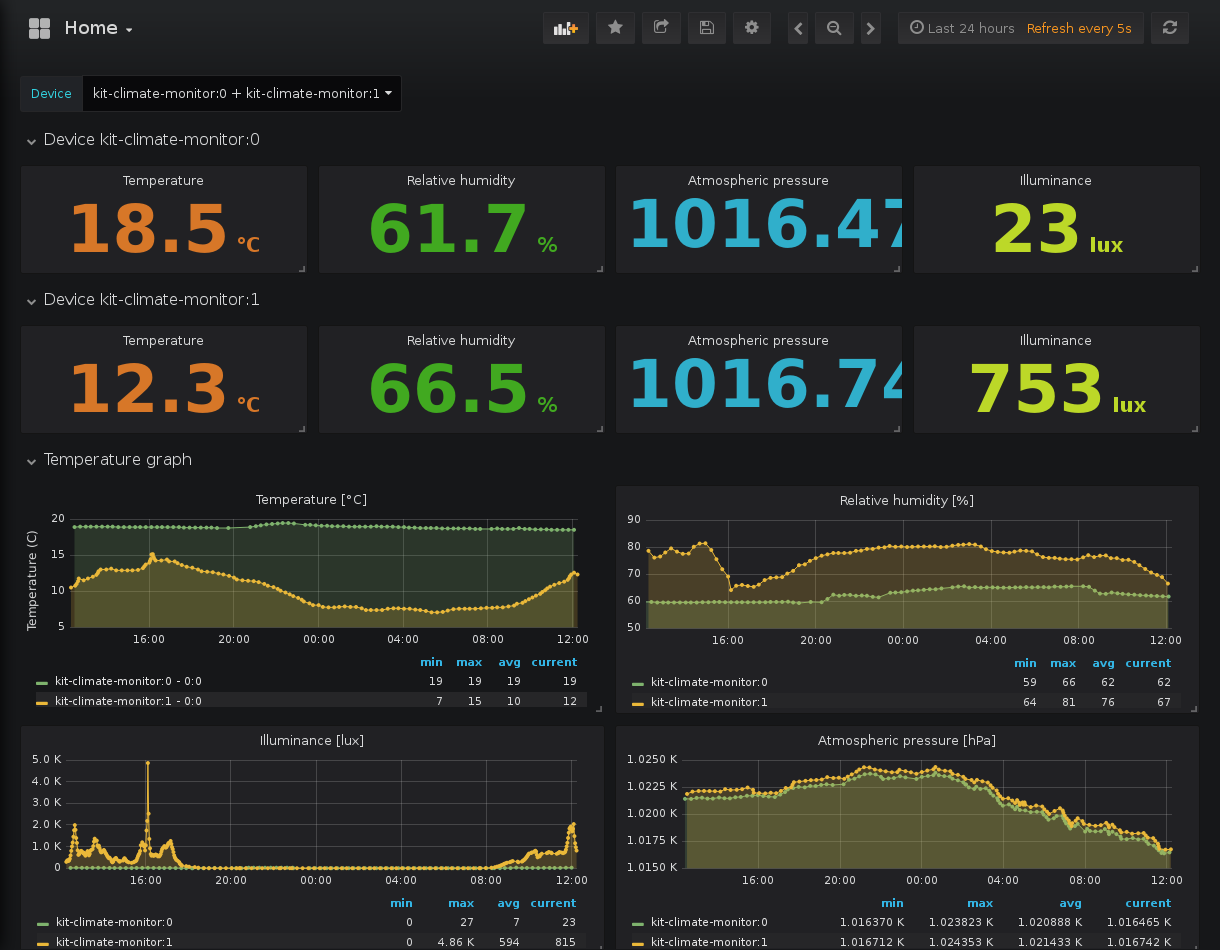 Home
Last 24 hours Refresh every 5s
Device kit-climate-monitor:0 + kit-climate-monitor:1
Device kit-climate-monitor:0
Temperature Relative humidity Atmospheric pressure Illuminance
18.5 °C 61.7 % 1016.47 23 lux
Device kit-climate-monitor:1
Temperature Relative humidity Atmospheric pressure Illuminance
12.3 °C 66.5 % 1016.74 753 lux
Temperature graph
Temperature [°C]
Temperature (C)
20
15
10
5
16:00 20:00 00:00 04:00 08:00 12:00
min max avg current
kit-climate-monitor:0 - 0:0 19 19 19 19
kit-climate-monitor:1 - 0:0 7 15 10 12
Relative humidity [%]
90
80
70
60
50
16:00 20:00 00:00 04:00 08:00 12:00
min max avg current
kit-climate-monitor:0 59 66 62 62
kit-climate-monitor:1 64 81 76 67
Illuminance [lux]
5.0 K
4.0 K
3.0 K
2.0 K
1.0 K
0
16:00 20:00 00:00 04:00 08:00 12:00
min max avg current
kit-climate-monitor:0 0 27 7 23
kit-climate-monitor:1 0 4.86 K 594 815
Atmospheric pressure [hPa]
1.0250 K
1.0225 K
1.0200 K
1.0175 K
1.0150 K
16:00 20:00 00:00 04:00 08:00 12:00
min max avg current
kit-climate-monitor:0 1.016370 K 1.023823 K 1.020888 K 1.016465 K
kit-climate-monitor:1 1.016712 K 1.024353 K 1.021433 K 1.016742 K